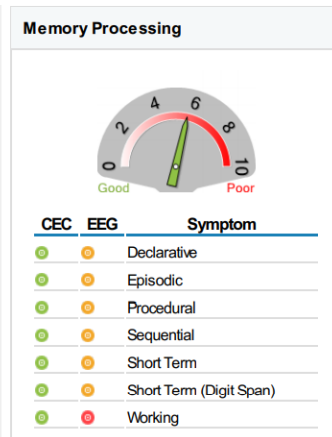 Memory Processing
0 2 4 6 8 10
Good Poor
CEC EEG Symptom
Declarative
Episodic
Procedural
Sequential
Short Term
Short Term (Digit Span)
Working